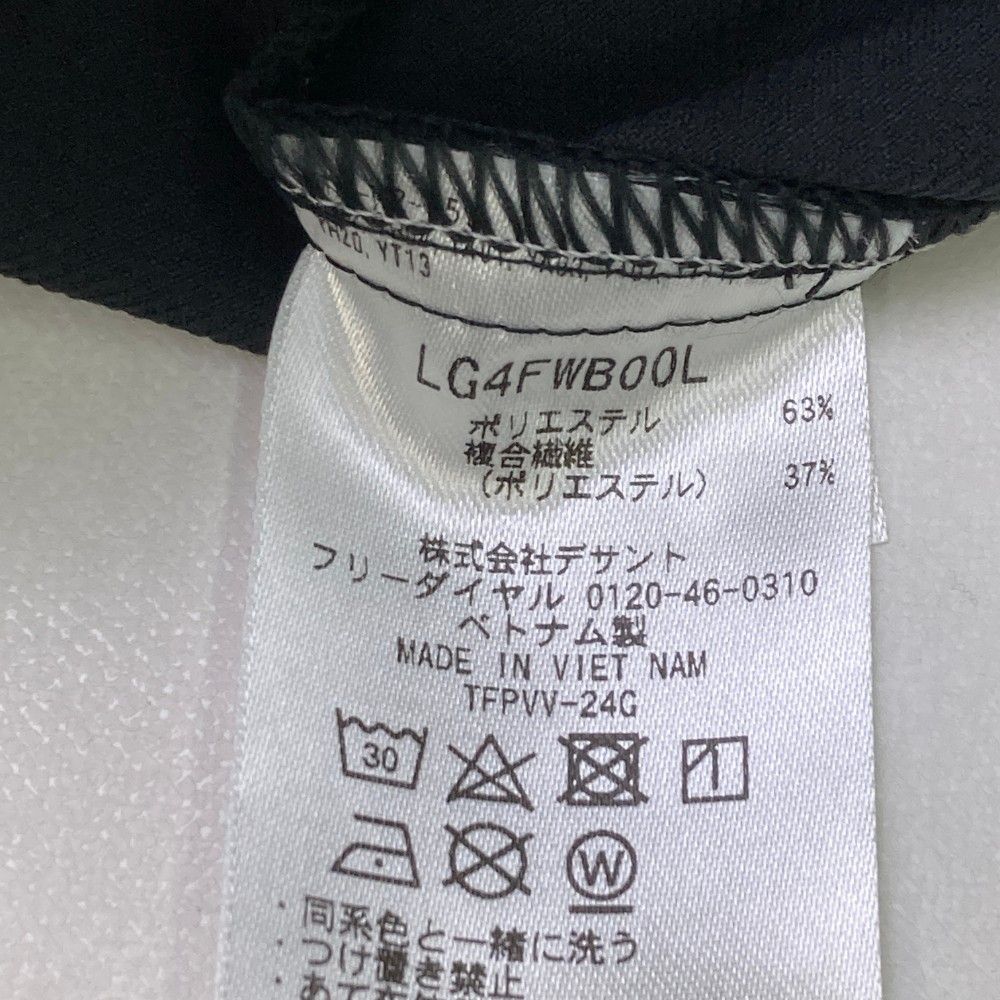 YH20, YT13
LG4FWB00L
ポリエステル 63%
複合繊維
(ポリエステル) 37%
株式会社デサント
フリーダイヤル 0120-46-0310
ベトナム製
MADE IN VIET NAM
TFPVV-24G
30
W
・同系色と一緒に洗う
・つけ置き禁止
・あて布